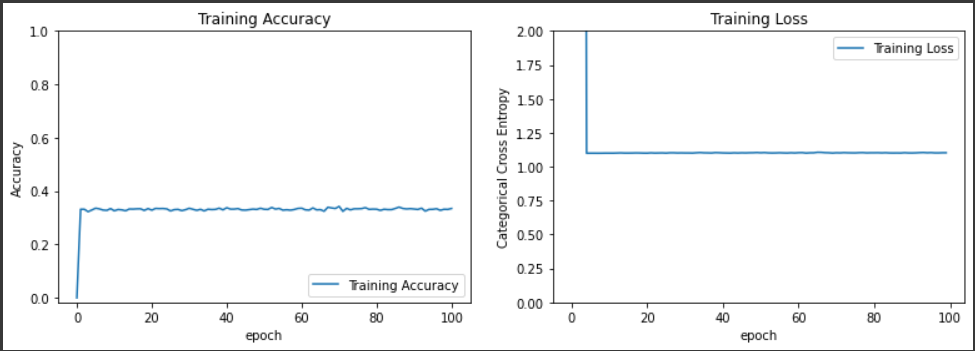 Training Accuracy
1.0
0.8
0.6
0.4
0.2
0.0
Accuracy
Training Accuracy
0 20 40 60 80 100
epoch
Training Loss
2.00
1.75
1.50
1.25
1.00
0.75
0.50
0.25
0.00
Categorical Cross Entropy
Training Loss
0 20 40 60 80 100
epoch